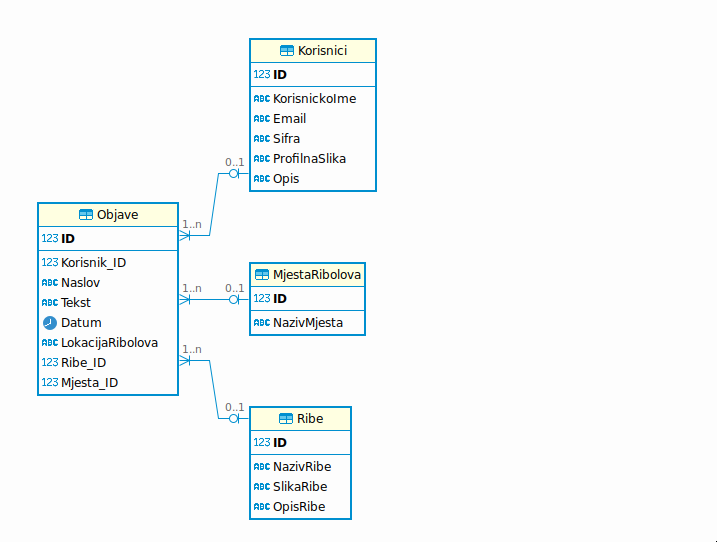 Korisnici
123 ID
ABC KorisnickoIme
ABC Email
ABC Sifra
ABC ProfilnaSlika
ABC Opis
0..1
Objave
123 ID
123 Korisnik_ID
ABC Naslov
ABC Tekst
Datum
ABC LokacijaRibolova
123 Ribe_ID
123 Mjesta_ID
1..n
1..n
0..1
1..n
0..1
MjestaRibolova
123 ID
ABC NazivMjesta
Ribe
123 ID
ABC NazivRibe
ABC SlikaRibe
ABC OpisRibe